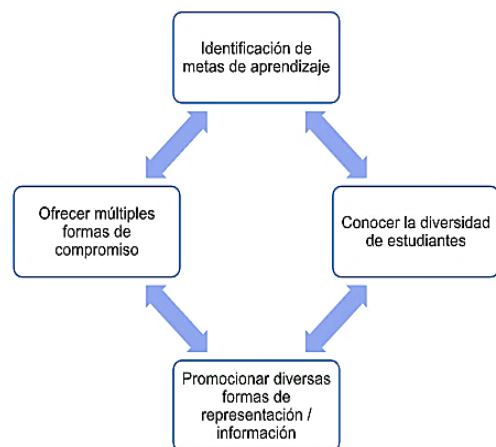 Identificación de
metas de aprendizaje
Ofrecer múltiples
formas de
compromiso
Conocer la diversidad
de estudiantes
Promocionar diversas
formas de
representación /
información